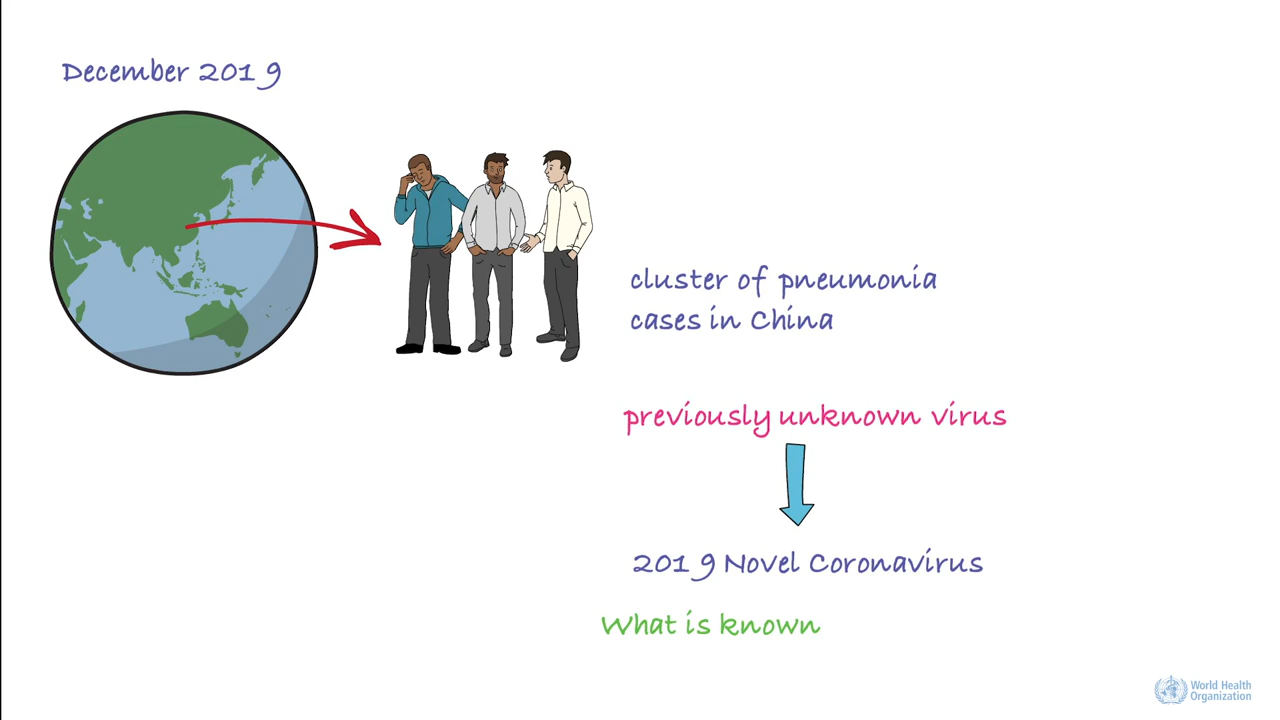 December 2019
cluster of pneumonia
cases in China
previously unknown virus
2019 Novel Coronavirus
What is known
World Health
Organization